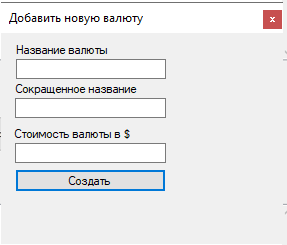 Добавить новую валюту
Название валюты
Сокращенное название
Стоимость валюты в $
Создать